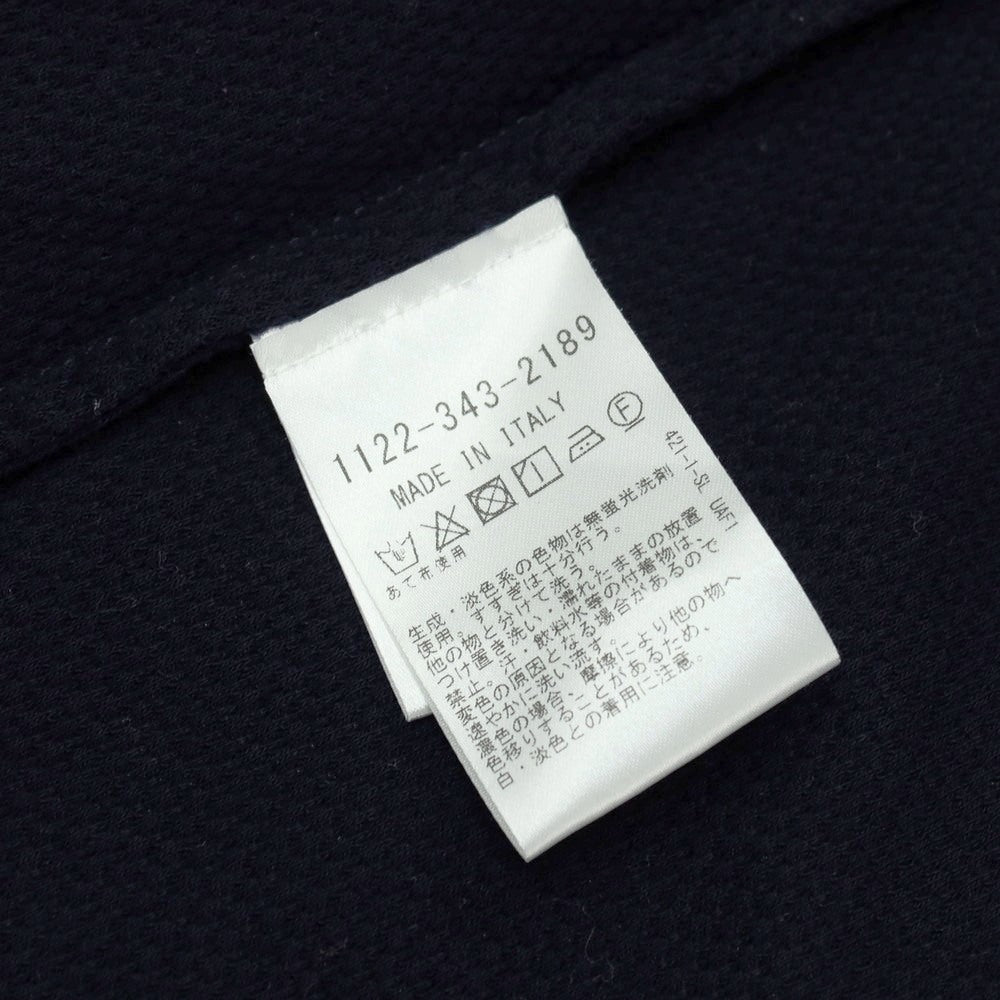 1122-343-2189
MADE IN ITALY
F
あて布使用
421-1-SL UAF1
生成・淡色系の色物は無蛍光洗剤
使用。すすぎは十分行う。
他の物と分けて洗う。
つけ置き洗い・濡れたままの放置
禁止。汗・飲料水等の付着物は、
変色の原因となる場合があるので
速やかに洗い流す。
濃色の場合、摩擦により他の物へ
色移りすることがあるため、
白・淡色との着用に注意。